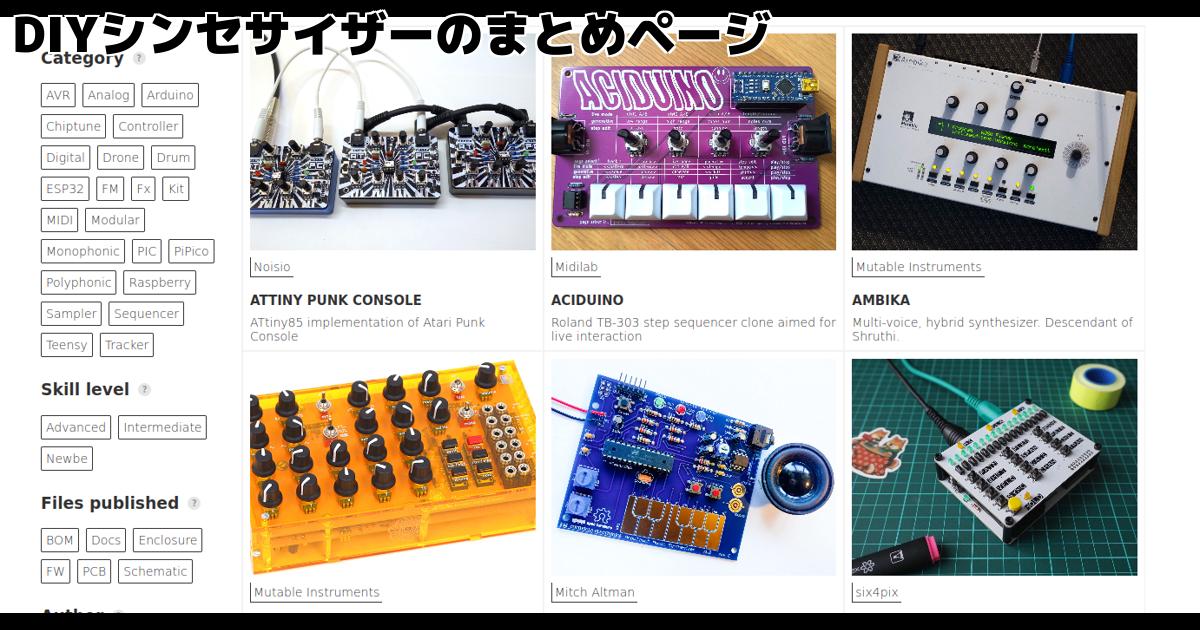 DIYシンセサイザーのまとめページ
Category ?
AVR Analog Arduino
Chiptune Controller
Digital Drone Drum
ESP32 FM Fx Kit
MIDI Modular
Monophonic PIC PiPico
Polyphonic Raspberry
Sampler Sequencer
Teensy Tracker
Skill level ?
Advanced Intermediate
Newbe
Files published ?
BOM Docs Enclosure
FW PCB Schematic
Noisio
ATTINY PUNK CONSOLE
ATtiny85 implementation of Atari Punk
Console
ACIDUINO
Midilab
ACIDUINO
Roland TB-303 step sequencer clone aimed for
live interaction
Mutable Instruments
AMBIKA
Multi-voice, hybrid synthesizer. Descendant of
Shruthi.
Mutable Instruments
Mitch Altman
six4pix